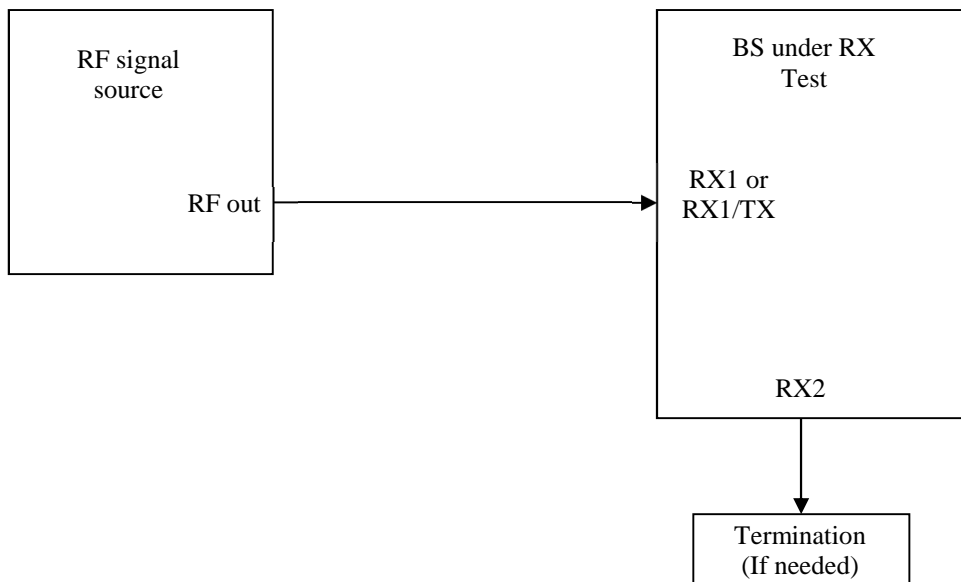 RF signal
source
RF out
BS under RX
Test
RX1 or
RX1/TX
RX2
Termination
(If needed)